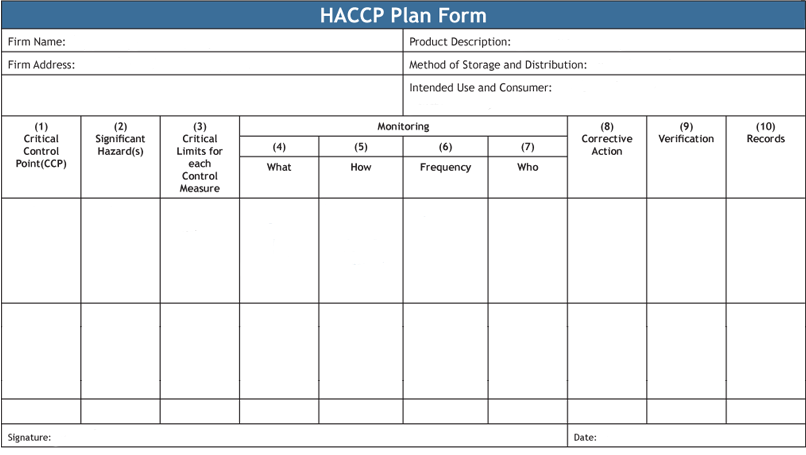 HACCP Plan Form
Firm Name:
Product Description:
Firm Address:
Method of Storage and Distribution:
Intended Use and Consumer:
(1)
Critical
Control
Point(CCP)
(2)
Significant
Hazard(s)
(3)
Critical
Limits for
each
Control
Measure
Monitoring
(4)
What
(5)
How
(6)
Frequency
(7)
Who
(8)
Corrective
Action
(9)
Verification
(10)
Records
Signature:
Date: